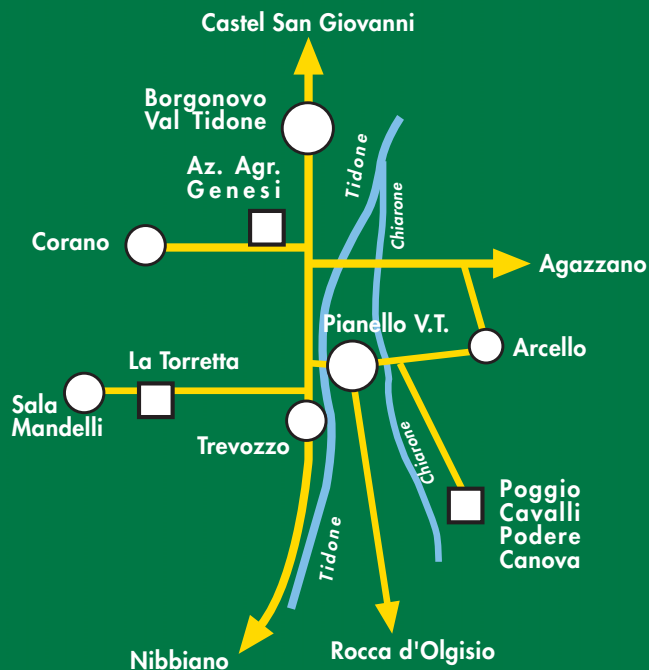 Castel San Giovanni
Borgonovo
Val Tidone
Tidone
Az. Agr.
Genesi
Chiarone
Corano
Agazzano
Pianello V.T.
Arcello
La Torretta
Sala
Mandelli
Trevozzo
Chiarone
Poggio
Cavalli
Podere
Canova
Tidone
Nibbiano
Rocca d'Olgisio